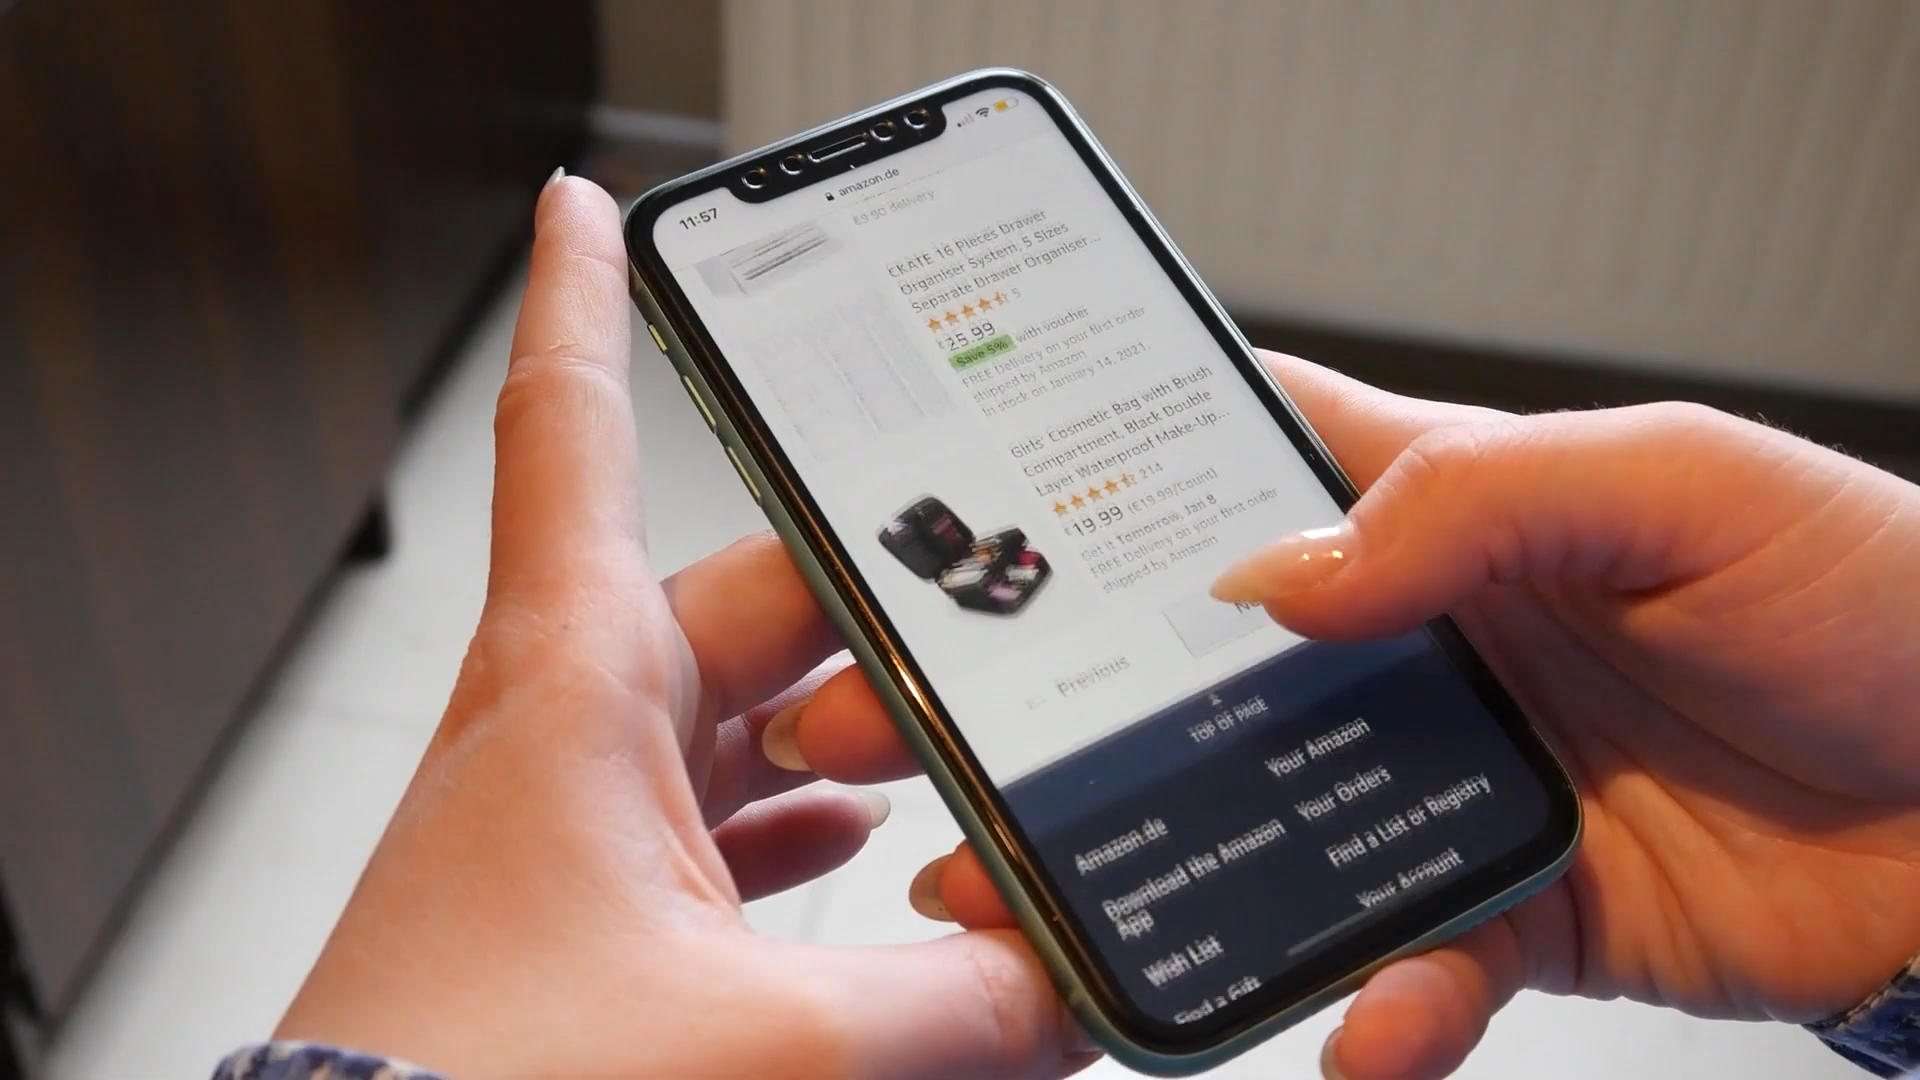 11:57
amazon.de
€9.90 delivery
CKATE 16 Pieces Drawer
Organiser System, 5 Sizes
Separate Drawer Organiser...
5
€25.99
Save 5% with voucher
FREE Delivery on your first order
shipped by Amazon
In stock on January 14, 2021.
Girls' Cosmetic Bag with Brush
Compartment, Black Double
Layer Waterproof Make-Up...
214
€19.99 (€19.99/Count)
Get it Tomorrow, Jan 8
FREE Delivery on your first order
shipped by Amazon
← Previous
TOP OF PAGE
Amazon.de
Your Amazon
Download the Amazon
App
Your Orders
Wish List
Find a List or Registry
Find a Gift
Your Account